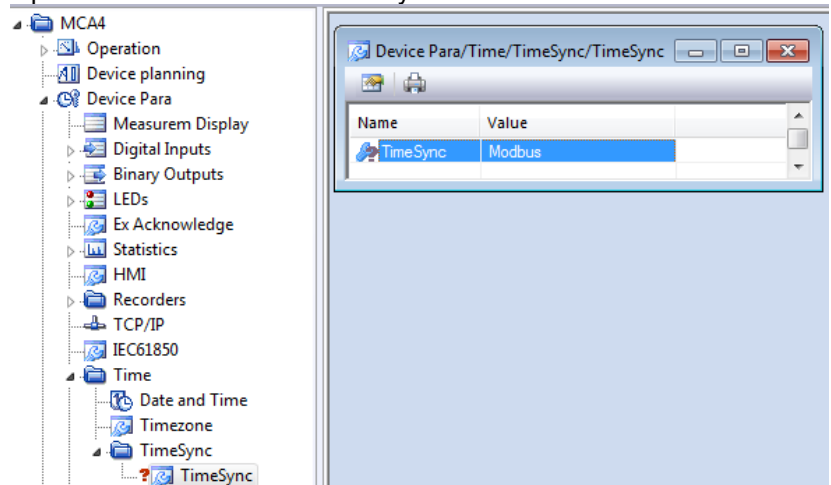 MCA4
Operation
Device planning
Device Para
Measurem Display
Digital Inputs
Binary Outputs
LEDs
Ex Acknowledge
Statistics
HMI
Recorders
TCP/IP
IEC61850
Time
Date and Time
Timezone
TimeSync
? TimeSync
Device Para/Time/TimeSync/TimeSync
Name Value
TimeSync Modbus